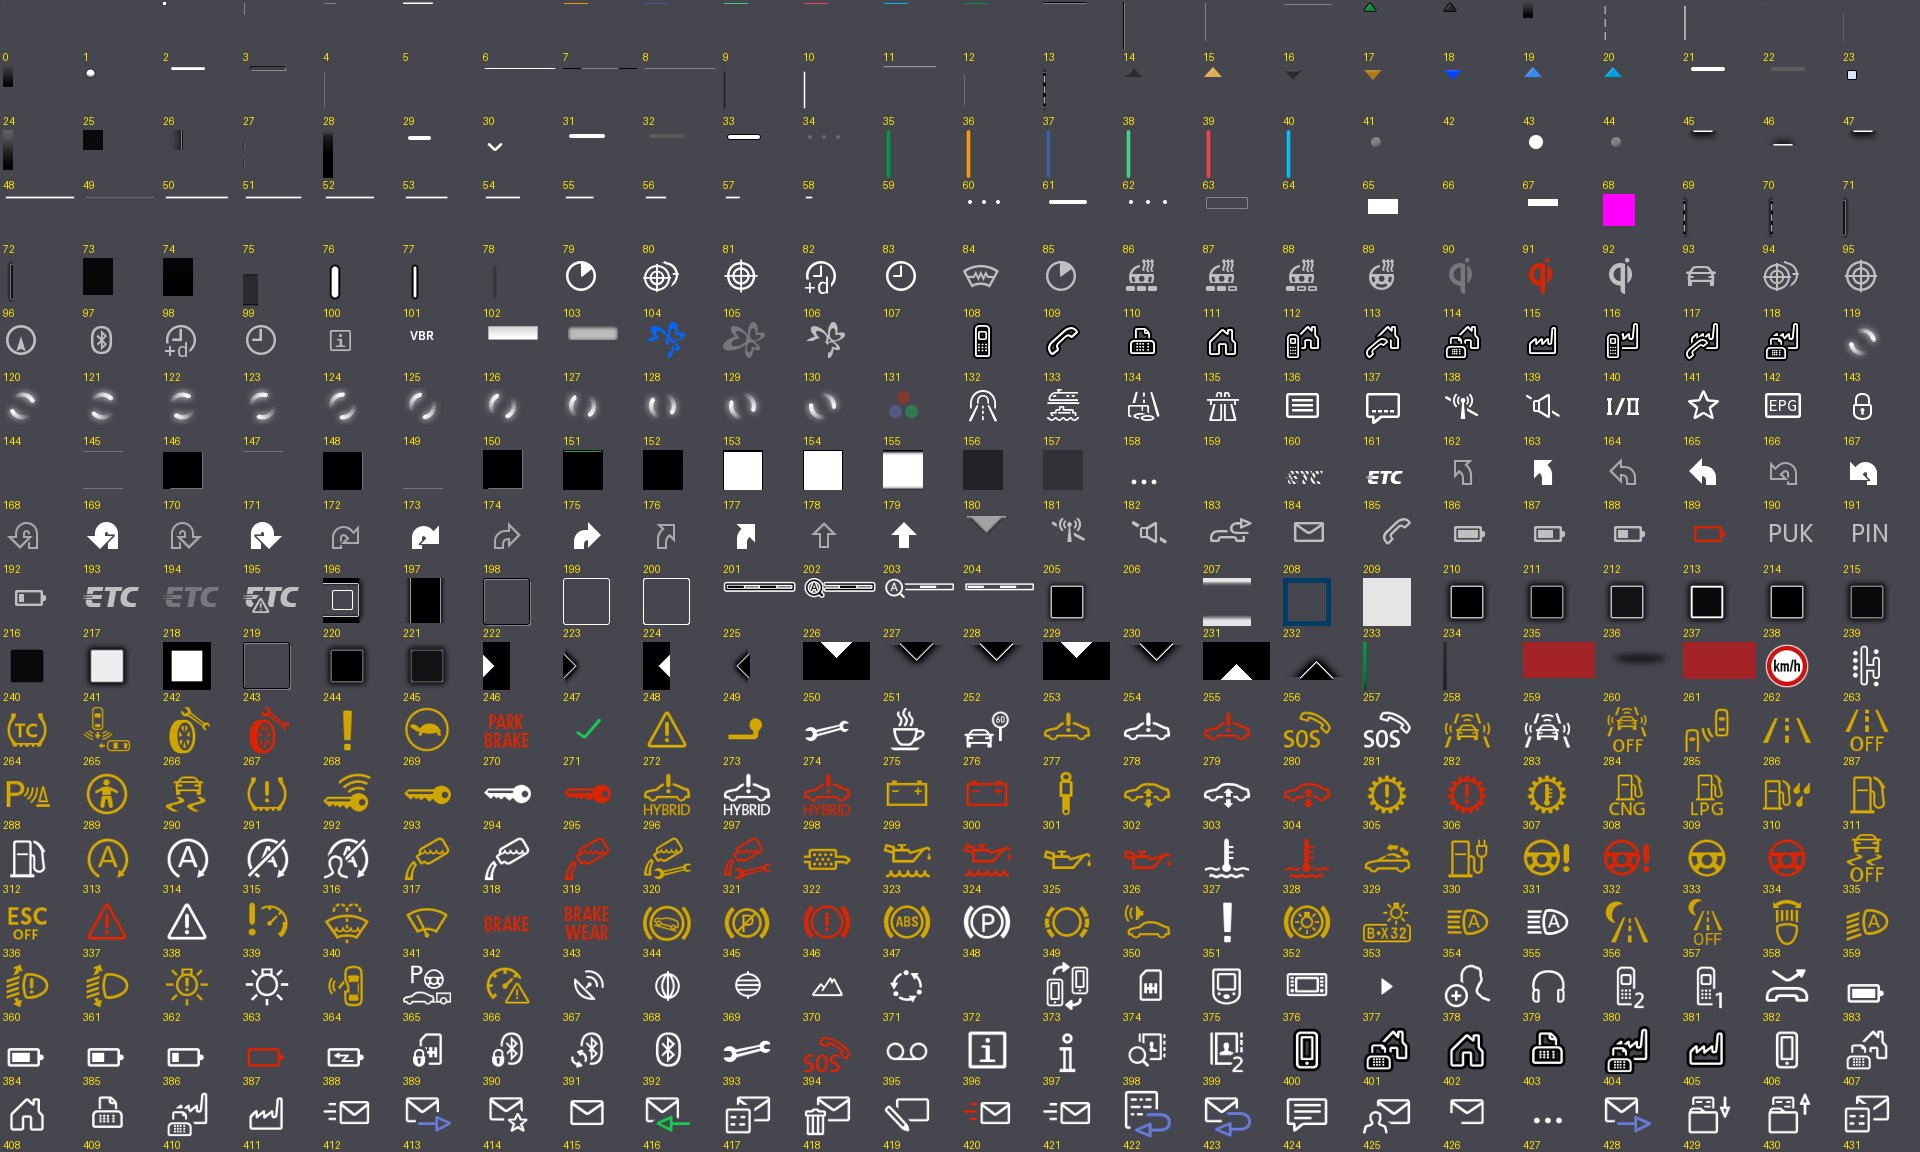 0 1 2 3 4 5 6 7 8 9 10 11 12 13 14 15 16 17 18 19 20 21 22 23
24 25 26 27 28 29 30 31 32 33 34 35 36 37 38 39 40 41 42 43 44 45 46 47
48 49 50 51 52 53 54 55 56 57 58 59 60 61 62 63 64 65 66 67 68 69 70 71
72 73 74 75 76 77 78 79 80 81 82 83 84 85 86 87 88 89 90 91 92 93 94 95
+d qi qi qi
96 97 98 99 100 101 102 103 104 105 106 107 108 109 110 111 112 113 114 115 116 117 118 119
+d i VBR
120 121 122 123 124 125 126 127 128 129 130 131 132 133 134 135 136 137 138 139 140 141 142 143
I/II EPG
144 145 146 147 148 149 150 151 152 153 154 155 156 157 158 159 160 161 162 163 164 165 166 167
... ETC ETC
168 169 170 171 172 173 174 175 176 177 178 179 180 181 182 183 184 185 186 187 188 189 190 191
PUK PIN
192 193 194 195 196 197 198 199 200 201 202 203 204 205 206 207 208 209 210 211 212 213 214 215
ETC ETC ETC A A
216 217 218 219 220 221 222 223 224 225 226 227 228 229 230 231 232 233 234 235 236 237 238 239
km/h
240 241 242 243 244 245 246 247 248 249 250 251 252 253 254 255 256 257 258 259 260 261 262 263
TC ! PARK BRAKE ! 60 ! ! ! SOS SOS OFF OFF
264 265 266 267 268 269 270 271 272 273 274 275 276 277 278 279 280 281 282 283 284 285 286 287
P ! HYBRID HYBRID HYBRID ! ! CNG LPG
288 289 290 291 292 293 294 295 296 297 298 299 300 301 302 303 304 305 306 307 308 309 310 311
A A A A ! ! OFF
312 313 314 315 316 317 318 319 320 321 322 323 324 325 326 327 328 329 330 331 332 333 334 335
ESC OFF ! ! ! BRAKE BRAKE WEAR P ! ABS P ! B·X32 A A OFF A
336 337 338 339 340 341 342 343 344 345 346 347 348 349 350 351 352 353 354 355 356 357 358 359
! ! P ! 2 1
360 361 362 363 364 365 366 367 368 369 370 371 372 373 374 375 376 377 378 379 380 381 382 383
SOS i i 2
384 385 386 387 388 389 390 391 392 393 394 395 396 397 398 399 400 401 402 403 404 405 406 407
...
408 409 410 411 412 413 414 415 416 417 418 419 420 421 422 423 424 425 426 427 428 429 430 431